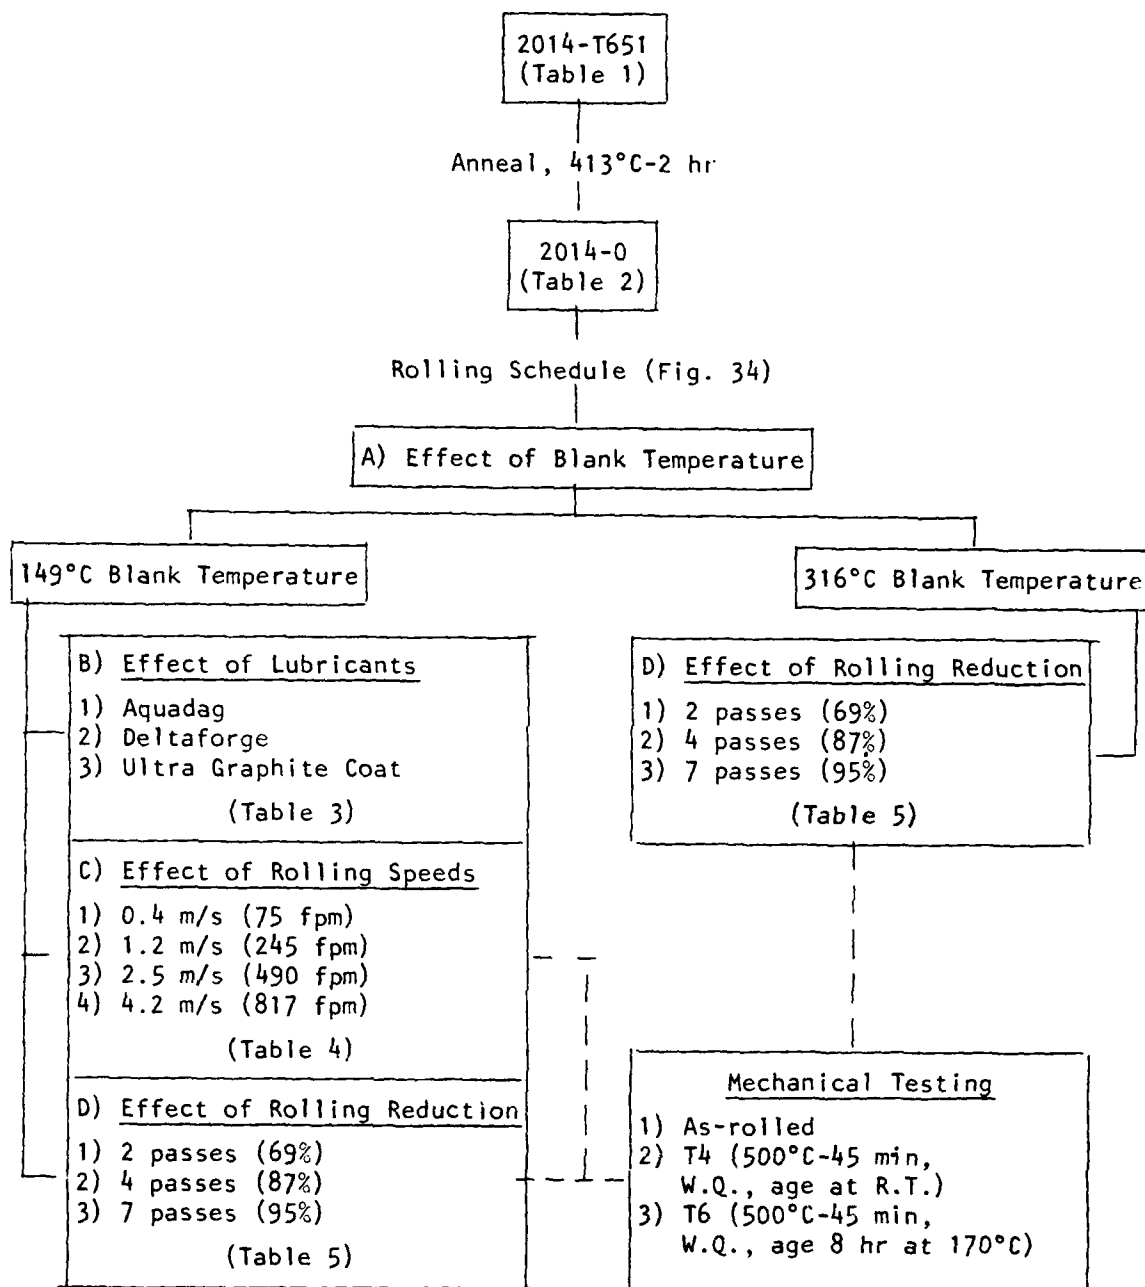 2014-T651
(Table 1)
Anneal, 413°C-2 hr
2014-0
(Table 2)
Rolling Schedule (Fig. 34)
A) Effect of Blank Temperature
149°C Blank Temperature
316°C Blank Temperature
B) Effect of Lubricants
1) Aquadag
2) Deltaforge
3) Ultra Graphite Coat
(Table 3)
C) Effect of Rolling Speeds
1) 0.4 m/s (75 fpm)
2) 1.2 m/s (245 fpm)
3) 2.5 m/s (490 fpm)
4) 4.2 m/s (817 fpm)
(Table 4)
D) Effect of Rolling Reduction
1) 2 passes (69%)
2) 4 passes (87%)
3) 7 passes (95%)
(Table 5)
D) Effect of Rolling Reduction
1) 2 passes (69%)
2) 4 passes (87%)
3) 7 passes (95%)
(Table 5)
Mechanical Testing
1) As-rolled
2) T4 (500°C-45 min,
W.Q., age at R.T.)
3) T6 (500°C-45 min,
W.Q., age 8 hr at 170°C)